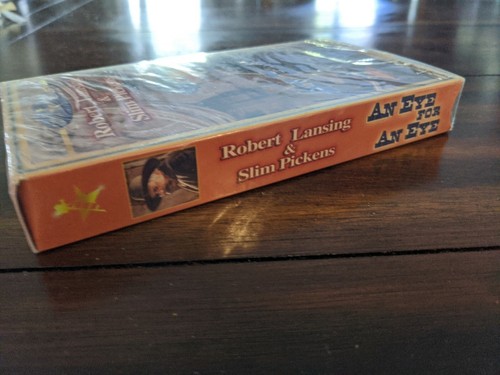 Robert Lansing
&
Slim Pickens
AN EYE
FOR
AN EYE